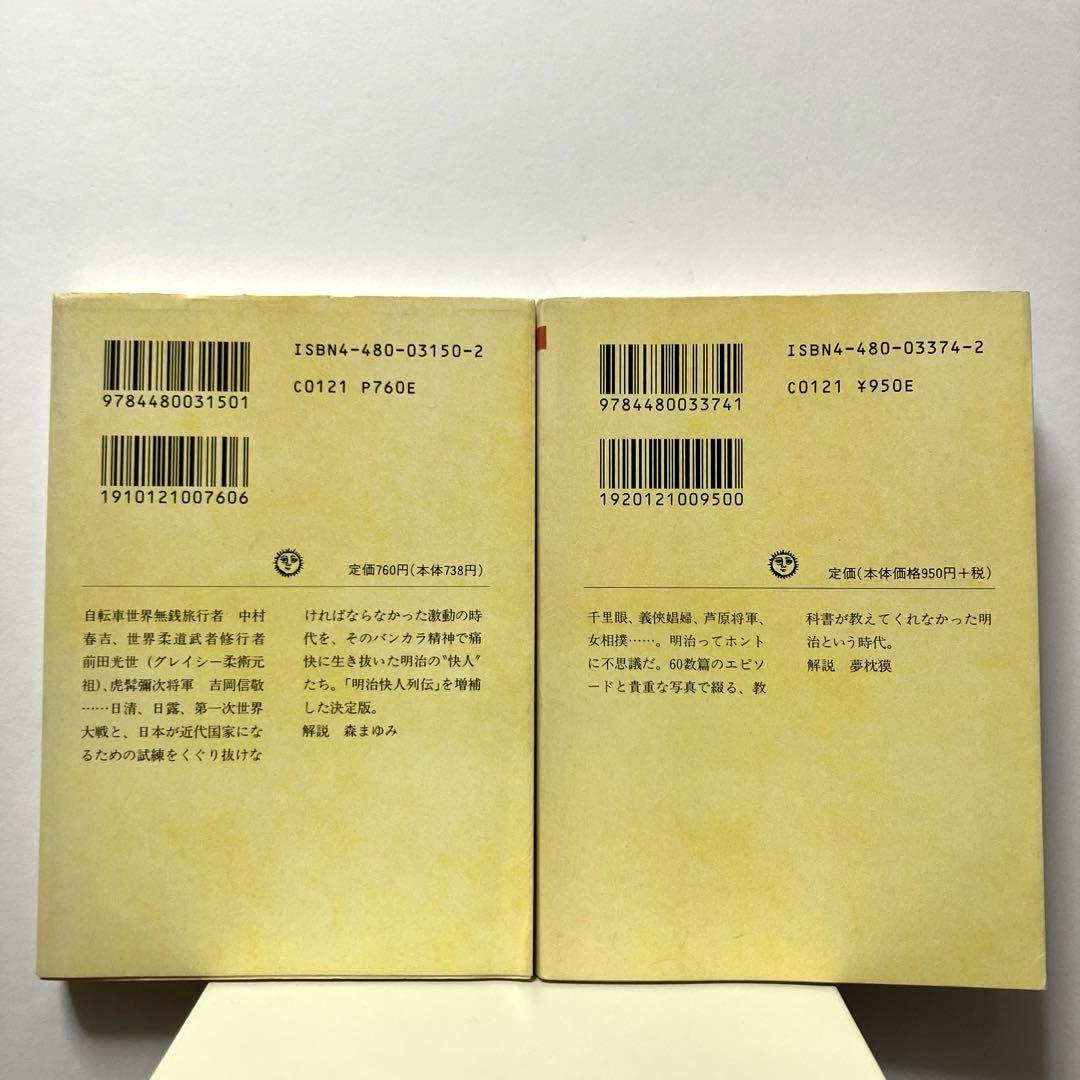 ISBN4-480-03150-2
C0121 P760E
9784480031501
1910121007606
定価760円(本体738円)
自転車世界無銭旅行者　中村
春吉、世界柔道武者修行者
前田光世（グレイシー柔術元
祖）、虎髯彌次将軍　吉岡信敬
……日清、日露、第一次世界
大戦と、日本が近代国家にな
るための試練をくぐり抜けな
ければならなかった激動の時
代を、そのバンカラ精神で痛
快に生き抜いた明治の〝快人〟
たち。「明治快人列伝」を増補
した決定版。
解説　森まゆみ
ISBN4-480-03374-2
C0121 ¥950E
9784480033741
1920121009500
定価(本体価格950円+税)
千里眼、義俠娼婦、芦原将軍、
女相撲……。明治ってホント
に不思議だ。60数篇のエピソ
ードと貴重な写真で綴る、教
科書が教えてくれなかった明
治という時代。
解説　夢枕獏